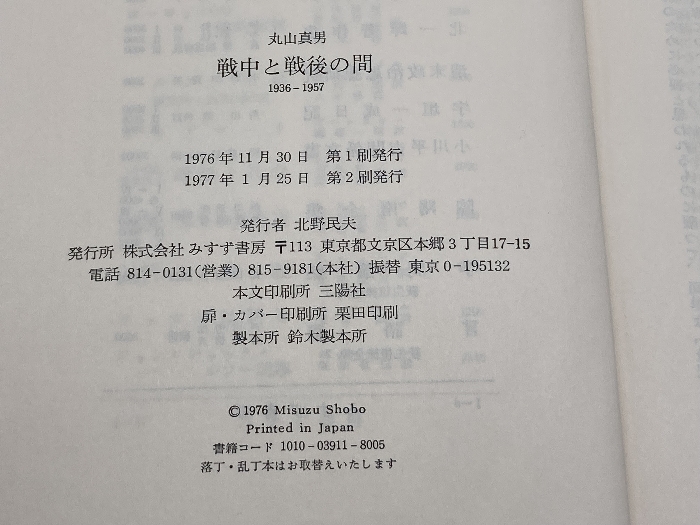 丸山真男
戦中と戦後の間
1936-1957
1976年11月30日 第1刷発行
1977年 1月25日 第2刷発行
発行者 北野民夫
発行所 株式会社 みすず書房 〒113 東京都文京区本郷3丁目17-15
電話 814-0131(営業) 815-9181(本社) 振替 東京0-195132
本文印刷所 三陽社
扉・カバー印刷所 栗田印刷
製本所 鈴木製本所
© 1976 Misuzu Shobo
Printed in Japan
書籍コード 1010-03911-8005
落丁・乱丁本はお取替えいたします